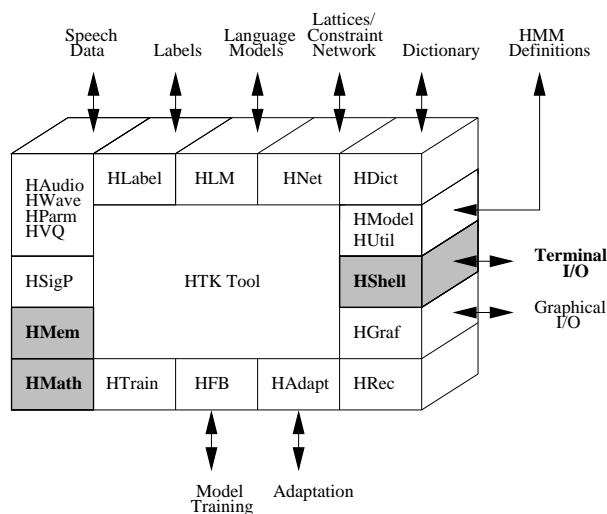 Speech
Data
Labels
Language
Models
Lattices/
Constraint
Network
Dictionary
HMM
Definitions
HAudio
HWave
HParm
HVQ
HLabel
HLM
HNet
HDict
HModel
HUtil
HSigP
HTK Tool
HShell
Terminal
I/O
HMem
HGraf
Graphical
I/O
HMath
HTrain
HFB
HAdapt
HRec
Model
Training
Adaptation